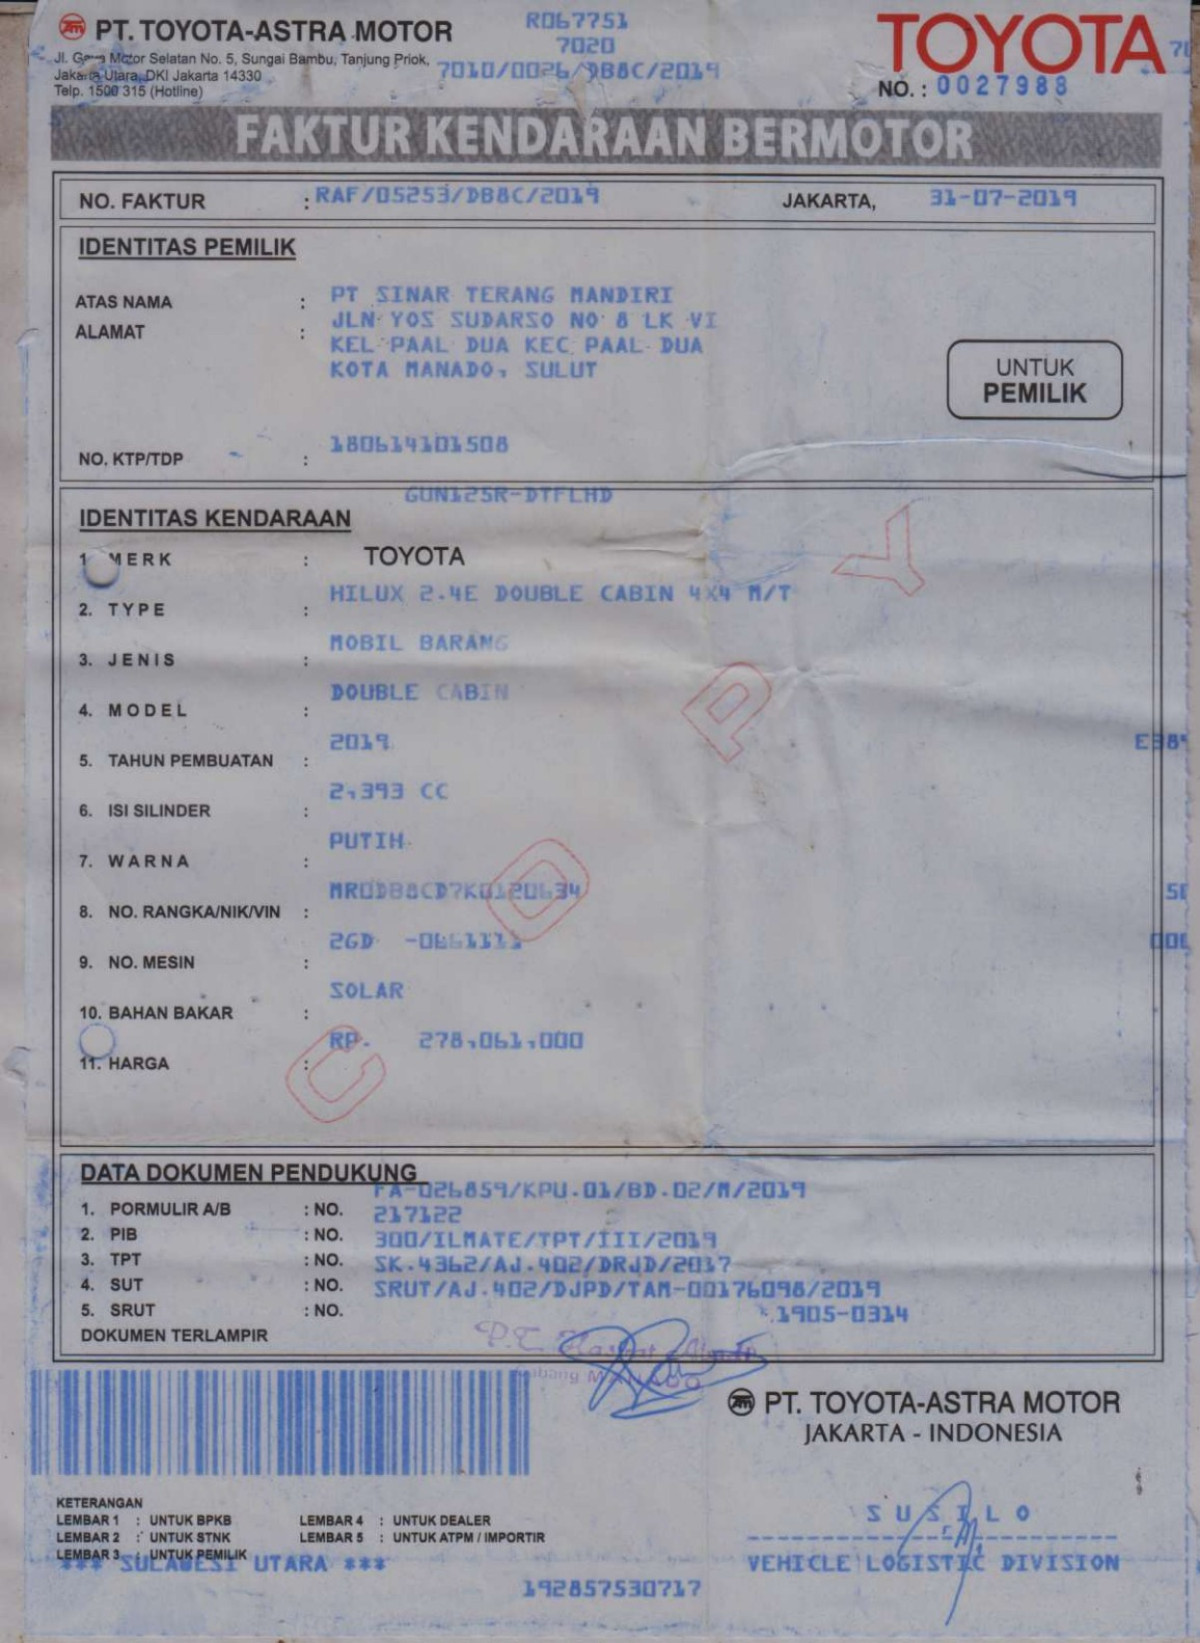 PT. TOYOTA-ASTRA MOTOR
Jl. Gaya Motor Selatan No. 5, Sungai Bambu, Tanjung Priok,
Jakarta Utara, DKI Jakarta 14330
Telp. 1500 315 (Hotline)
R067751
7020
7010/0026/DB8C/2019
TOYOTA
NO. : 0027988
FAKTUR KENDARAAN BERMOTOR
NO. FAKTUR : RAF/05253/DB8C/2019 JAKARTA, 31-07-2019
IDENTITAS PEMILIK
ATAS NAMA : PT SINAR TERANG MANDIRI
ALAMAT : JLN YOS SUDARSO NO 8 LK VI
KEL PAAL DUA KEC PAAL DUA
KOTA MANADO, SULUT
UNTUK
PEMILIK
NO. KTP/TDP : 180614101508
GUN125R-DTFLHD
IDENTITAS KENDARAAN
1 MERK : TOYOTA
2. TYPE : HILUX 2.4E DOUBLE CABIN 4X4 M/T
3. JENIS : MOBIL BARANG
4. MODEL : DOUBLE CABIN
5. TAHUN PEMBUATAN : 2019
6. ISI SILINDER : 2,393 CC
7. WARNA : PUTIH
8. NO. RANGKA/NIK/VIN : MR0DB8CD7K0120634
9. NO. MESIN : 2GD
10. BAHAN BAKAR : SOLAR
11. HARGA : RP. 278,061,000
COPY
DATA DOKUMEN PENDUKUNG
1. PORMULIR A/B : NO. FA-026859/KPU.01/BD.02/M/2019
2. PIB : NO. 217122
3. TPT : NO. 300/ILMATE/TPT/III/2019
4. SUT : NO. SK.4362/AJ.402/DRJD/2017
5. SRUT : NO. SRUT/AJ.402/DJPD/TAM-00176098/2019
1905-0314
DOKUMEN TERLAMPIR
PT. TOYOTA-ASTRA MOTOR
JAKARTA - INDONESIA
KETERANGAN
LEMBAR 1 : UNTUK BPKB LEMBAR 4 : UNTUK DEALER
LEMBAR 2 : UNTUK STNK LEMBAR 5 : UNTUK ATPM / IMPORTIR
LEMBAR 3 UNTUK PEMILIK
*** SULAWESI UTARA ***
SUSILO
VEHICLE LOGISTIC DIVISION
192857530717